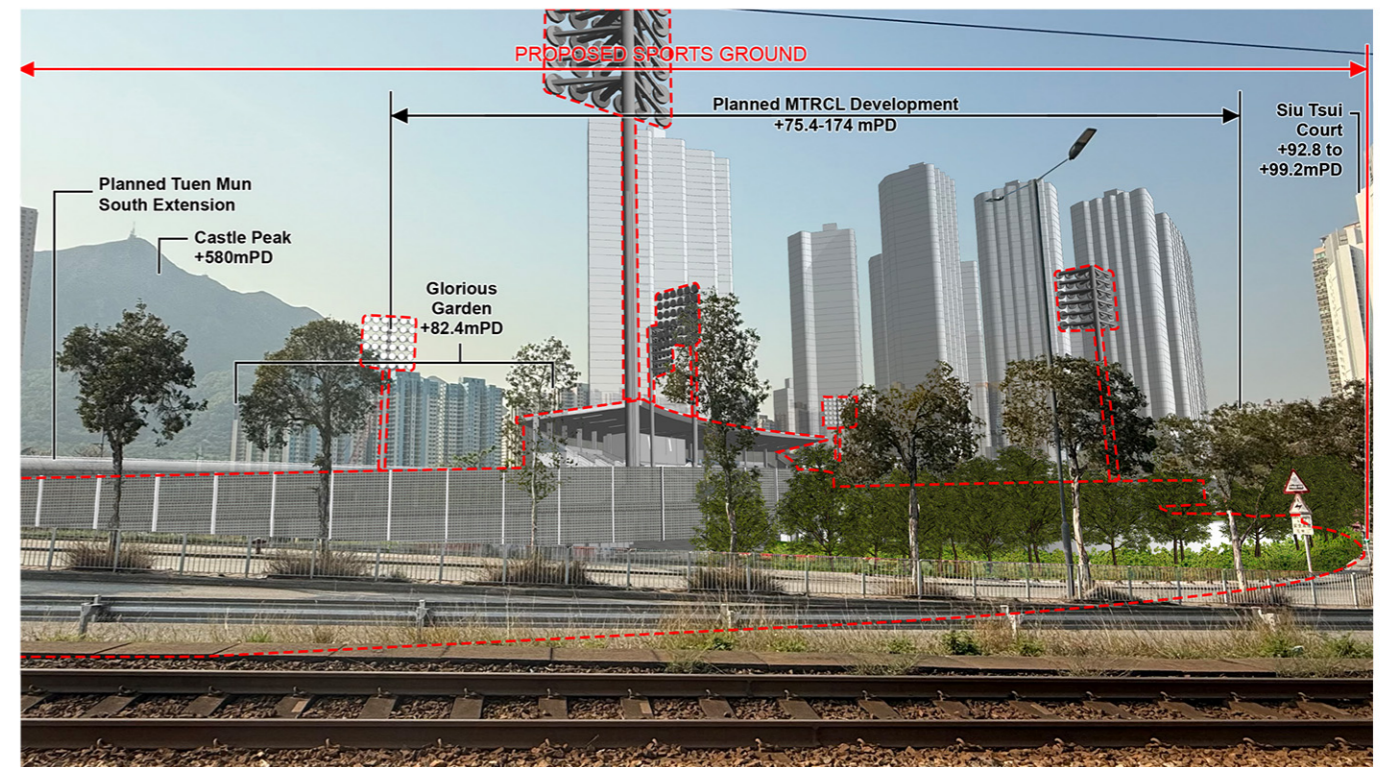 PROPOSED SPORTS GROUND
Planned MTRCL Development
+75.4-174 mPD
Siu Tsui
Court
+92.8 to
+99.2mPD
Planned Tuen Mun
South Extension
Castle Peak
+580mPD
Glorious
Garden
+82.4mPD